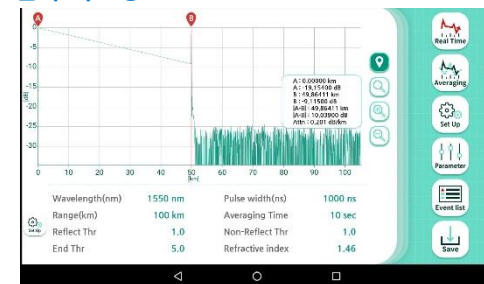 A
B
Real Time
-5
-10
-15
-20
-25
-30
[dB]
A : 0.00000 km
A : -19,15400 dB
B : 49,86411 km
B : -9,11500 dB
|A-B| : 49,86411 km
|A-B| : 10,03900 dB
Attn : 0,201 dB/km
Averaging
Set Up
0 10 20 30 40 50 60 70 80 90 100
[km]
Parameter
Wavelength(nm) 1550 nm Pulse width(ns) 1000 ns
Range(km) 100 km Averaging Time 10 sec
Set Up
Reflect Thr 1.0 Non-Reflect Thr 1.0
End Thr 5.0 Refractive index 1.46
Event list
Save